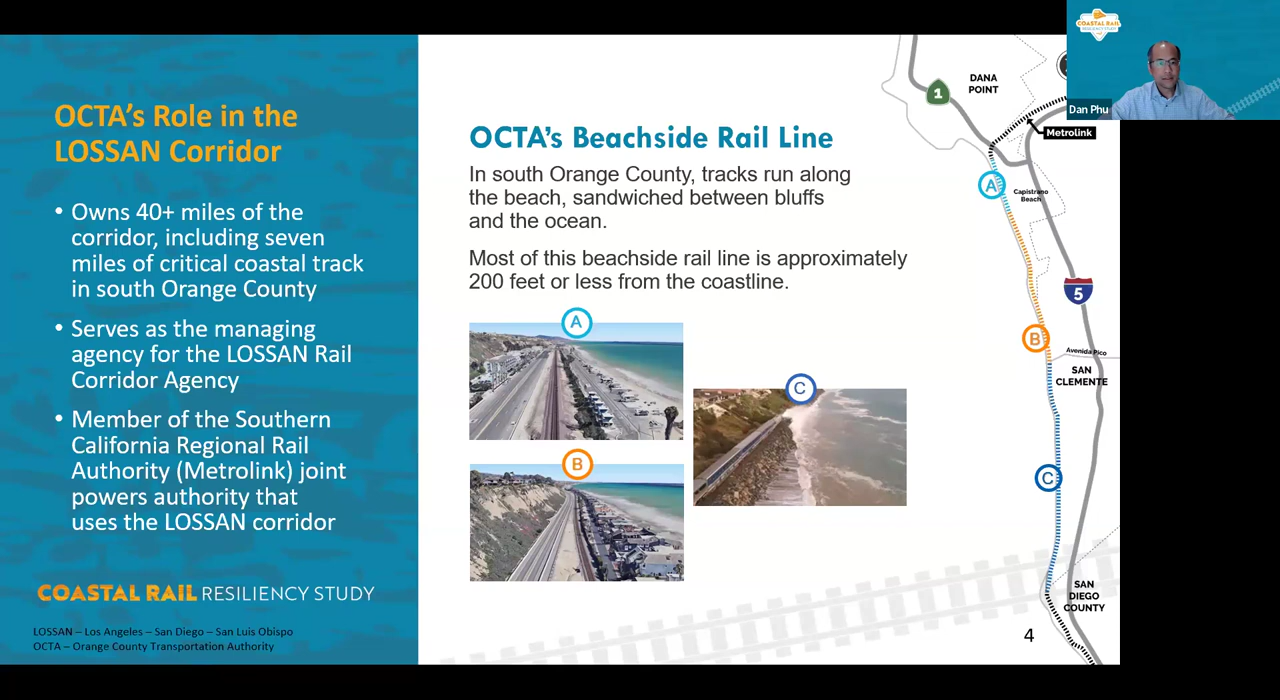 OCTA's Role in the
LOSSAN Corridor
• Owns 40+ miles of the
corridor, including seven
miles of critical coastal track
in south Orange County
• Serves as the managing
agency for the LOSSAN Rail
Corridor Agency
• Member of the Southern
California Regional Rail
Authority (Metrolink) joint
powers authority that
uses the LOSSAN corridor
COASTAL RAIL RESILIENCY STUDY
LOSSAN – Los Angeles – San Diego – San Luis Obispo
OCTA – Orange County Transportation Authority
OCTA's Beachside Rail Line
In south Orange County, tracks run along
the beach, sandwiched between bluffs
and the ocean.
Most of this beachside rail line is approximately
200 feet or less from the coastline.
A
B
C
1
DANA
POINT
Metrolink
A
Capistrano
Beach
5
B
Avenida Pico
SAN
CLEMENTE
C
SAN
DIEGO
COUNTY
4
COASTAL RAIL
RESILIENCY STUDY
Dan Phu